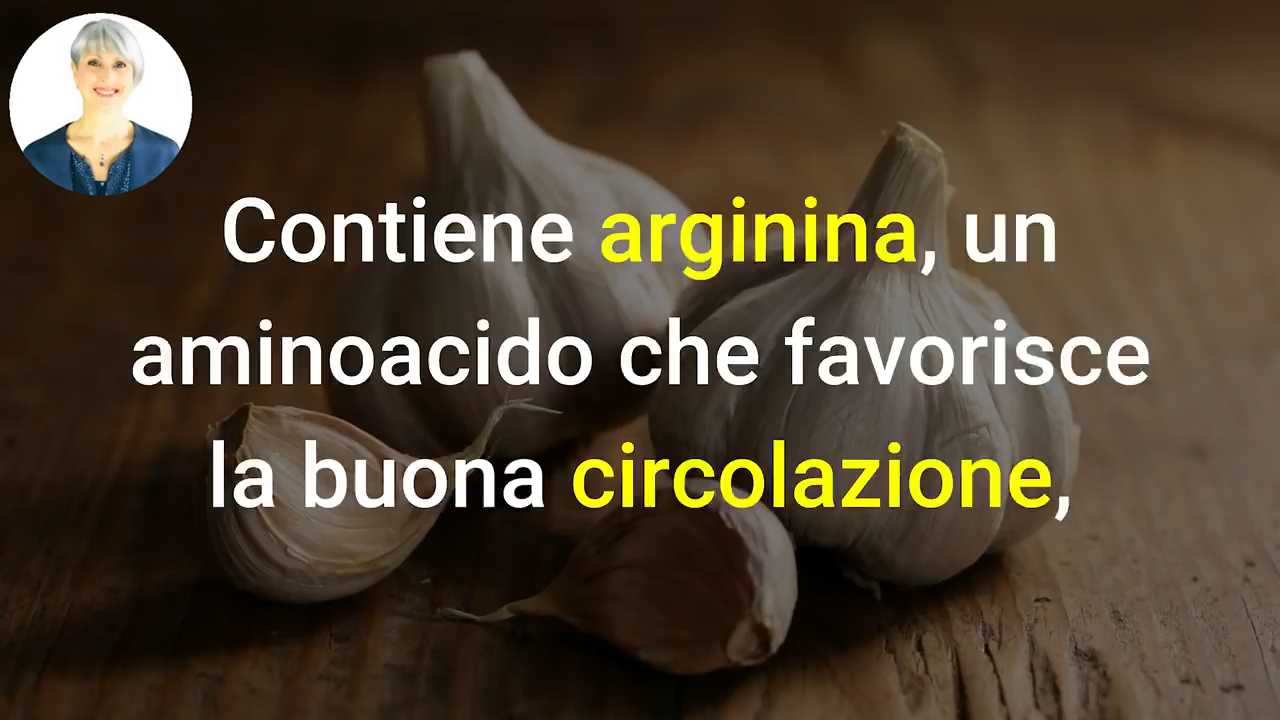 Contiene arginina, un
aminoacido che favorisce
la buona circolazione,